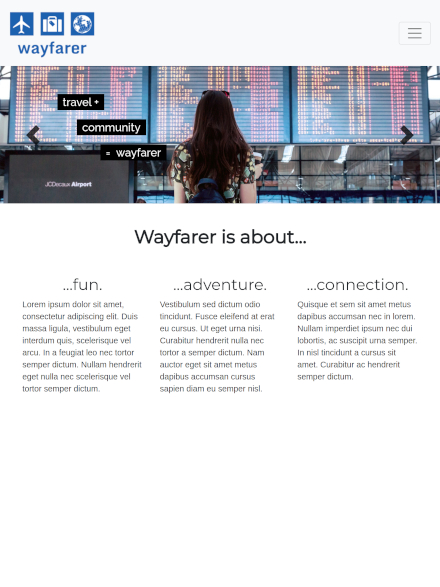 wayfarer
travel +
community
= wayfarer
JCDecaux Airport
Wayfarer is about...
...fun.
Lorem ipsum dolor sit amet,
consectetur adipiscing elit. Duis
massa ligula, vestibulum eget
interdum quis, scelerisque vel
arcu. In a feugiat leo nec tortor
semper dictum. Nullam hendrerit
eget nulla nec scelerisque vel
tortor semper dictum.
...adventure.
Vestibulum sed dictum odio
tincidunt. Fusce eleifend at erat
eu cursus. Ut eget urna nisi.
Curabitur hendrerit nulla nec
tortor a semper dictum. Nam
auctor eget sit amet metus
dapibus accumsan cursus
sapien diam eu semper nisl.
...connection.
Quisque et sem sit amet metus
dapibus accumsan nec in lorem.
Nullam imperdiet ipsum nec dui
lobortis, ac suscipit urna semper.
In nisl tincidunt a cursus sit
amet. Curabitur ac hendrerit
semper dictum.